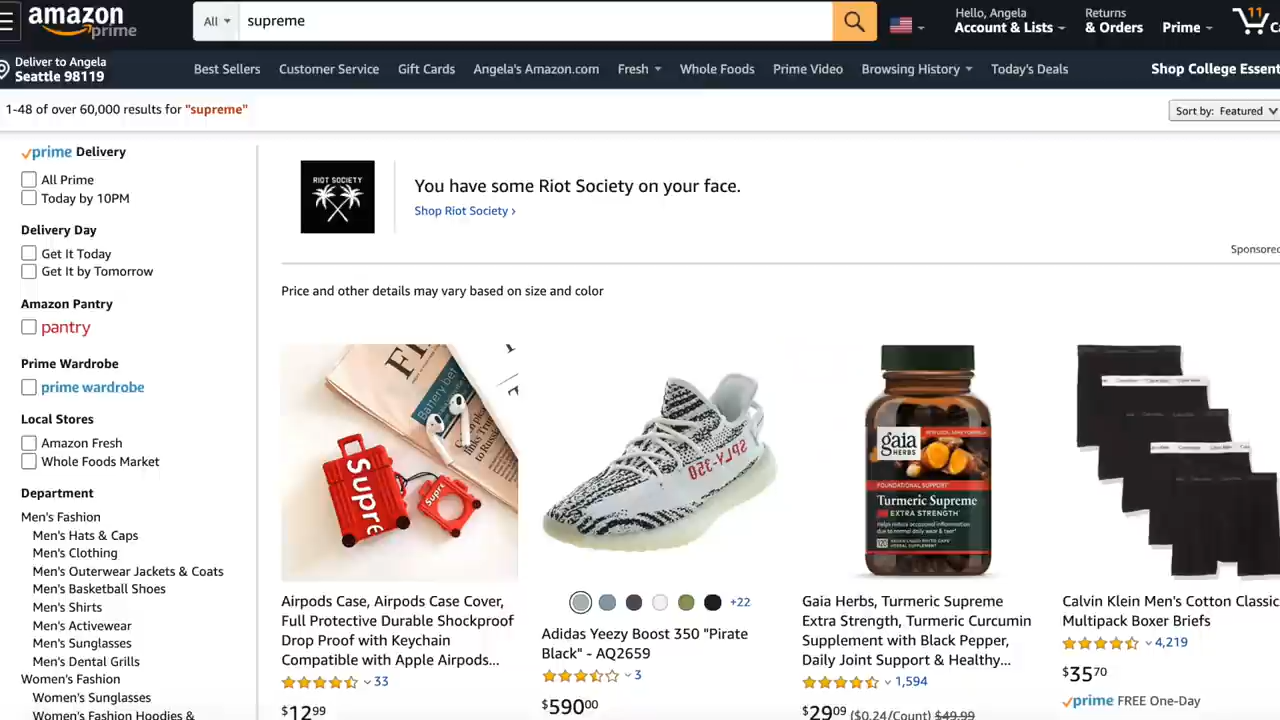 amazon
prime
All
supreme
Hello, Angela
Account & Lists
Returns
& Orders
Prime
11
Deliver to Angela
Seattle 98119
Best Sellers
Customer Service
Gift Cards
Angela's Amazon.com
Fresh
Whole Foods
Prime Video
Browsing History
Today's Deals
Shop College Essent
1-48 of over 60,000 results for "supreme"
Sort by: Featured
prime Delivery
All Prime
Today by 10PM
Delivery Day
Get It Today
Get It by Tomorrow
Amazon Pantry
pantry
Prime Wardrobe
prime wardrobe
Local Stores
Amazon Fresh
Whole Foods Market
Department
Men's Fashion
Men's Hats & Caps
Men's Clothing
Men's Outerwear Jackets & Coats
Men's Basketball Shoes
Men's Shirts
Men's Activewear
Men's Sunglasses
Men's Dental Grills
Women's Fashion
Women's Sunglasses
Women's Fashion Hoodies &
RIOT SOCIETY
You have some Riot Society on your face.
Shop Riot Society ›
Sponsored
Price and other details may vary based on size and color
Battery bet
Supre
Supre
SPLY-350
gaia
HERBS
FOUNDATIONAL SUPPORT
Turmeric Supreme
EXTRA STRENGTH
120
Airpods Case, Airpods Case Cover,
Full Protective Durable Shockproof
Drop Proof with Keychain
Compatible with Apple Airpods...
33
$12.99
+22
Adidas Yeezy Boost 350 "Pirate
Black" - AQ2659
3
$590.00
Gaia Herbs, Turmeric Supreme
Extra Strength, Turmeric Curcumin
Supplement with Black Pepper,
Daily Joint Support & Healthy...
1,594
$29.09 ($0.24/Count) $49.99
Calvin Klein Men's Cotton Classic
Multipack Boxer Briefs
4,219
$35.70
prime FREE One-Day